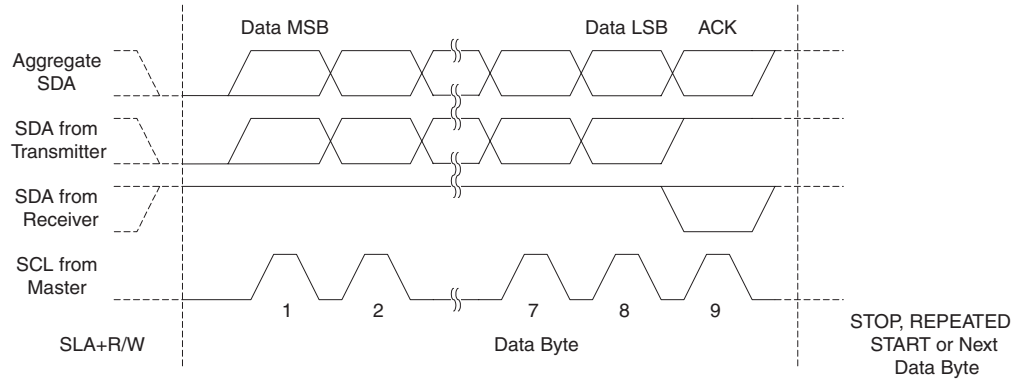 Data MSB
Data LSB
ACK
Aggregate
SDA
SDA from
Transmitter
SDA from
Receiver
SCL from
Master
1
2
7
8
9
SLA+R/W
Data Byte
STOP, REPEATED
START or Next
Data Byte